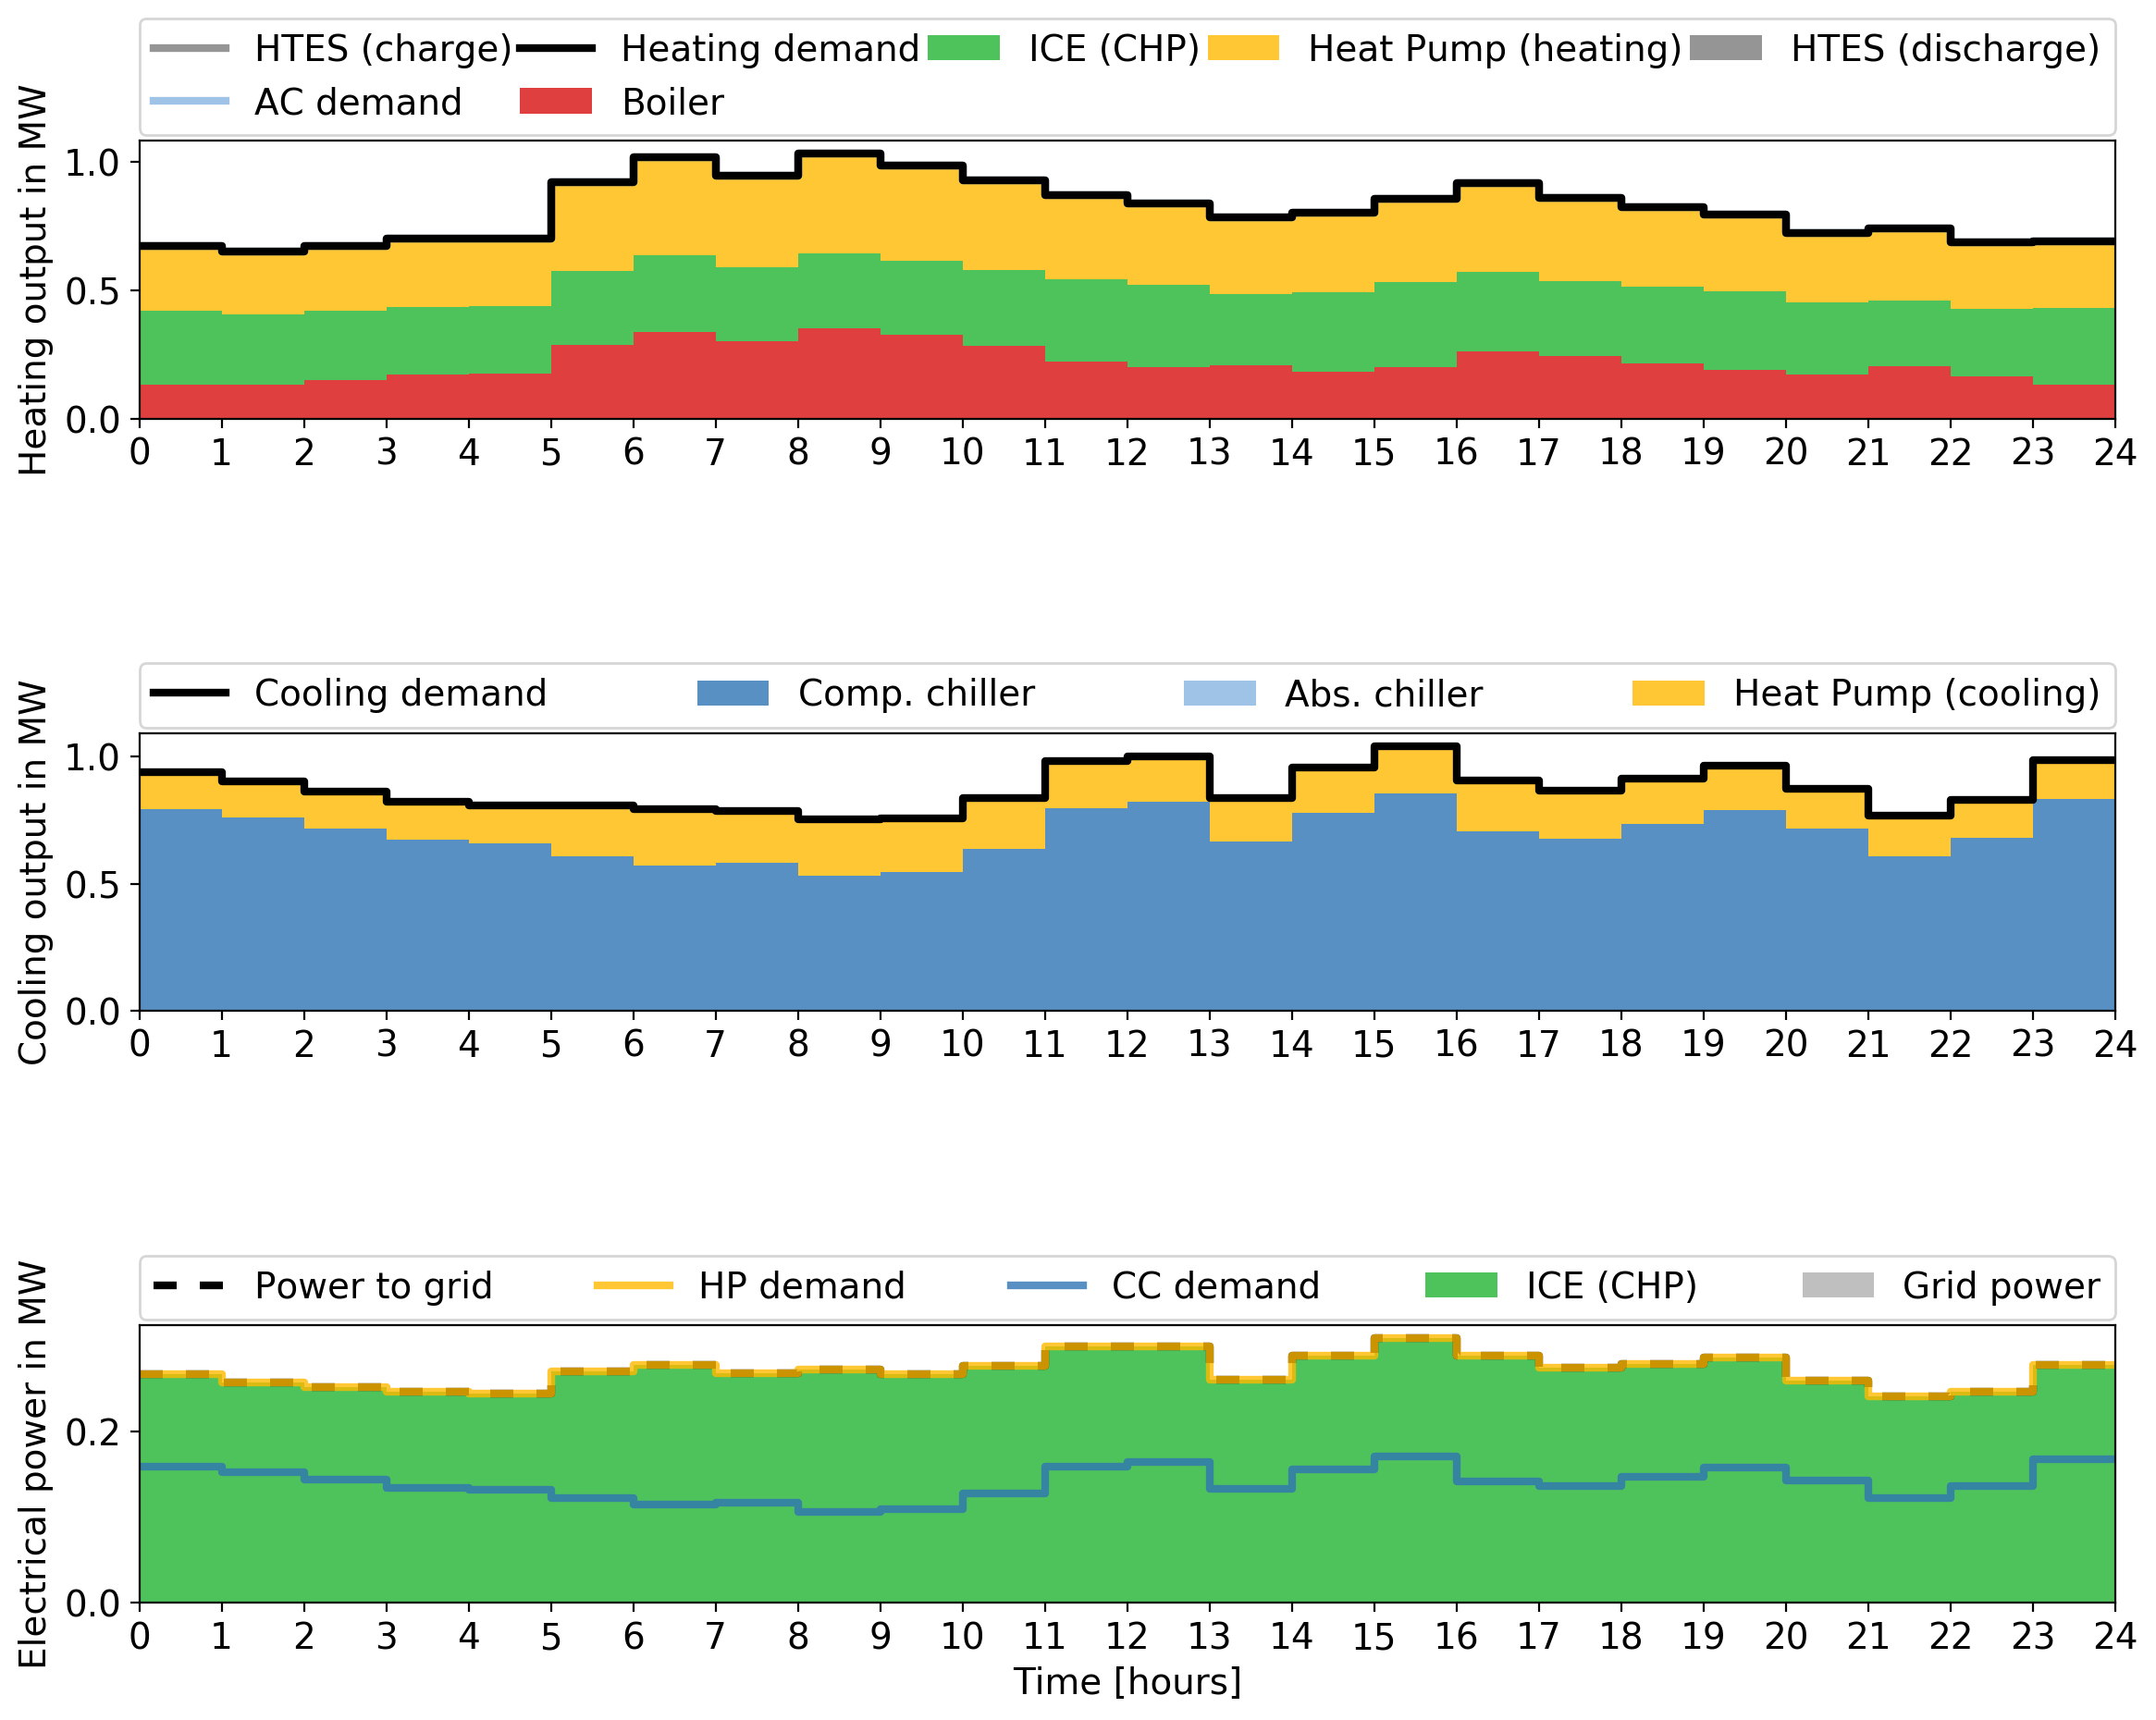 HTES (charge) Heating demand ICE (CHP) Heat Pump (heating) HTES (discharge)
AC demand Boiler
Heating output in MW
1.0
0.5
0.0
0 1 2 3 4 5 6 7 8 9 10 11 12 13 14 15 16 17 18 19 20 21 22 23 24
Cooling demand Comp. chiller Abs. chiller Heat Pump (cooling)
Cooling output in MW
1.0
0.5
0.0
0 1 2 3 4 5 6 7 8 9 10 11 12 13 14 15 16 17 18 19 20 21 22 23 24
Power to grid HP demand CC demand ICE (CHP) Grid power
Electrical power in MW
0.2
0.0
0 1 2 3 4 5 6 7 8 9 10 11 12 13 14 15 16 17 18 19 20 21 22 23 24
Time [hours]